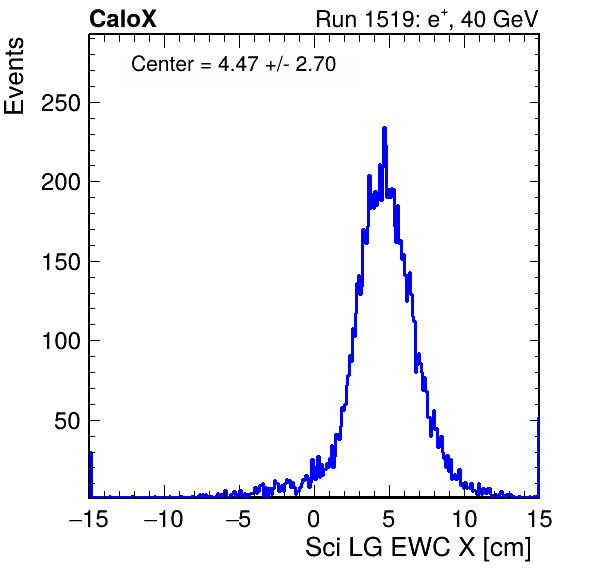 CaloX
Run 1519: e+, 40 GeV
Center = 4.47 +/- 2.70
Events
250
200
150
100
50
−15 −10 −5 0 5 10 15
Sci LG EWC X [cm]